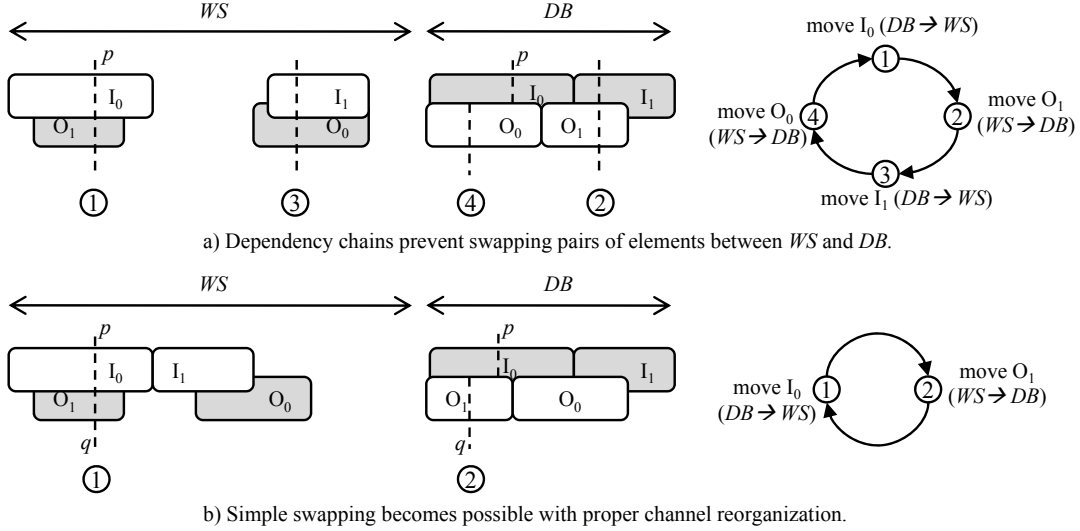 WS
DB
p
I₀
O₁
I₁
O₀
p
I₀
I₁
O₀
O₁
① ③ ④ ②
move I₀ (DB → WS)
①
move O₀
(WS → DB)
④
②
move O₁
(WS → DB)
③
move I₁ (DB → WS)
a) Dependency chains prevent swapping pairs of elements between WS and DB.
WS
DB
p
I₀
I₁
O₁
O₀
q
①
p
I₀
I₁
O₁
O₀
q
②
move I₀
(DB → WS)
①
②
move O₁
(WS → DB)
b) Simple swapping becomes possible with proper channel reorganization.